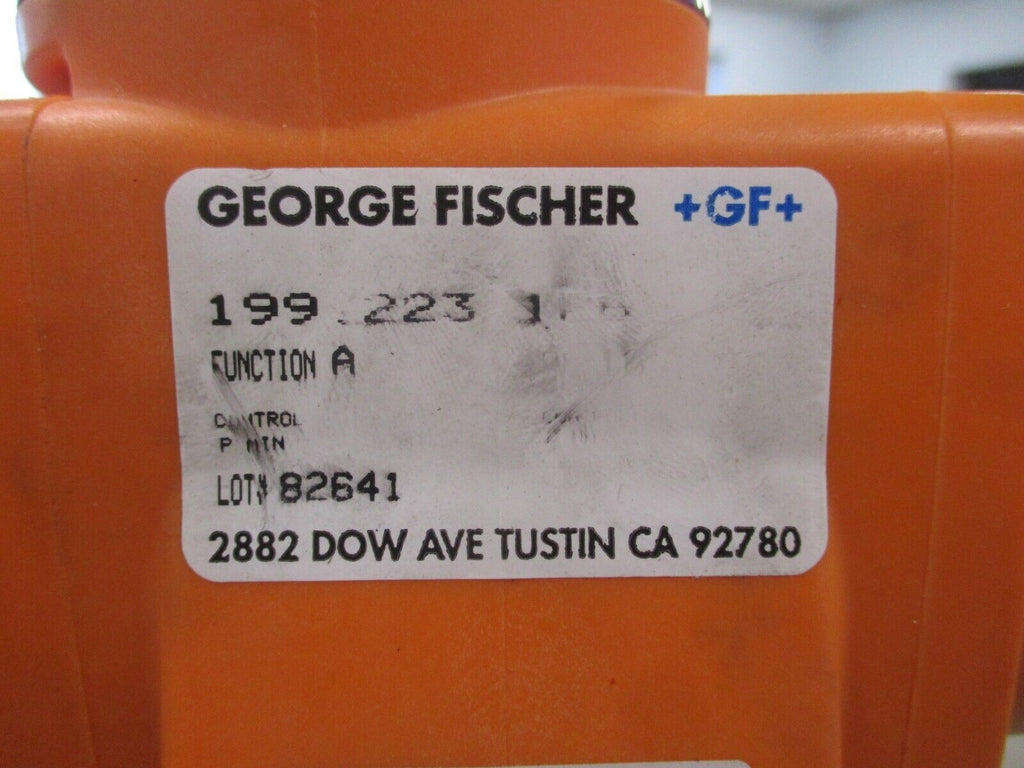 GEORGE FISCHER +GF+
199 223
FUNCTION A
CONTROL
P MIN
LOT# 82641
2882 DOW AVE TUSTIN CA 92780